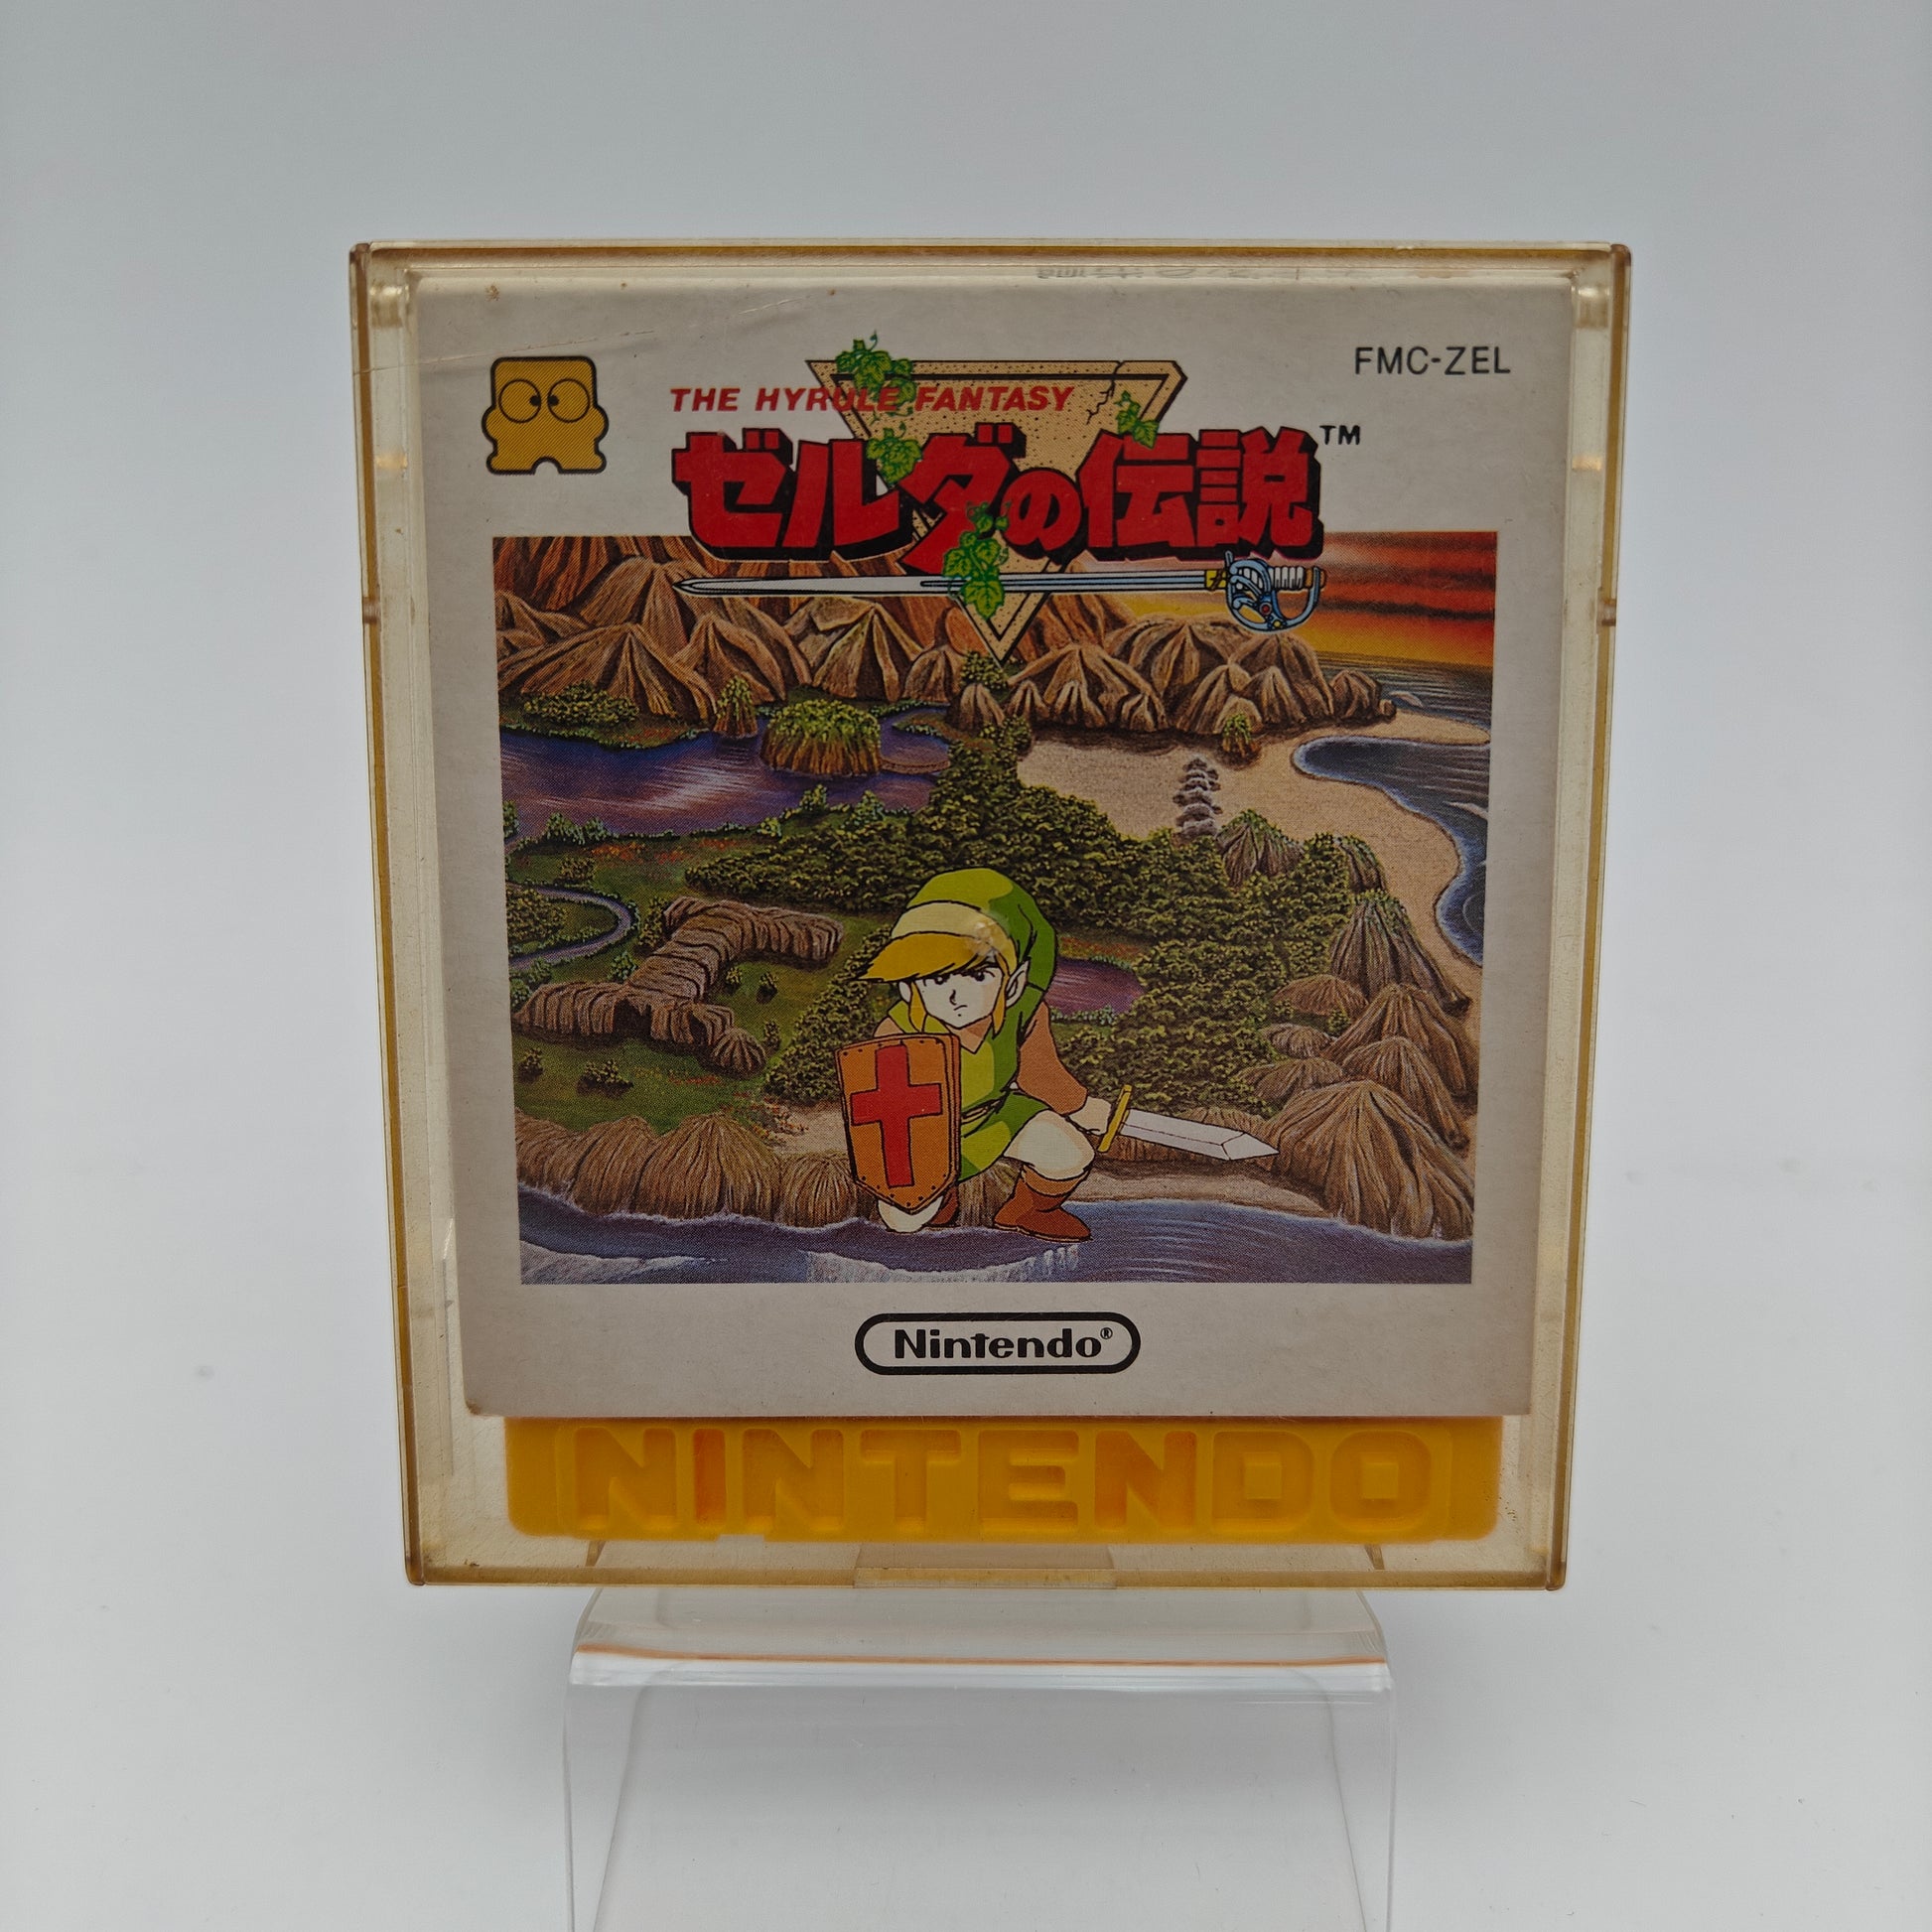 FMC-ZEL
THE HYRULE FANTASY
ゼルダの伝説™
Nintendo®
NINTENDO